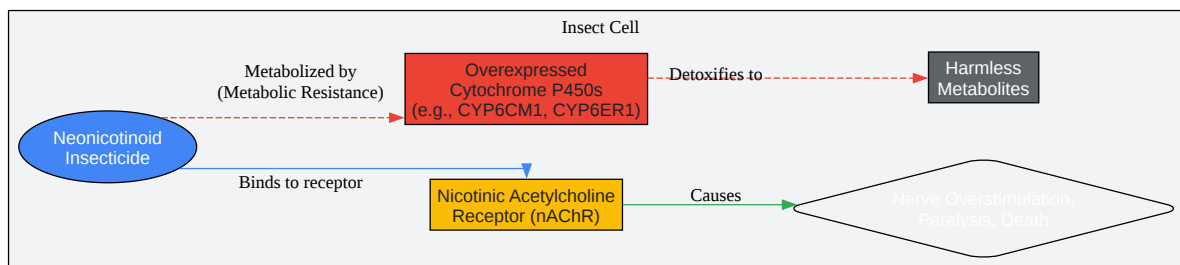 Insect Cell
Metabolized by
(Metabolic Resistance)
Overexpressed
Cytochrome P450s
(e.g., CYP6CM1, CYP6ER1)
Detoxifies to
Harmless
Metabolites
Neonicotinoid
Insecticide
Binds to receptor
Nicotinic Acetylcholine
Receptor (nAChR)
Causes
Nerve Overstimulation,
Paralysis, Death